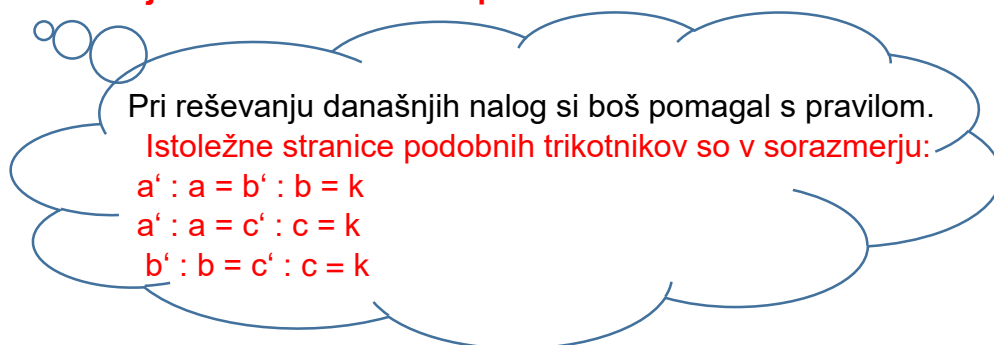 Pri reševanju današnjih nalog si boš pomagal s pravilom.
Istoležne stranice podobnih trikotnikov so v sorazmerju:
a‘ : a = b‘ : b = k
a‘ : a = c‘ : c = k
b‘ : b = c‘ : c = k